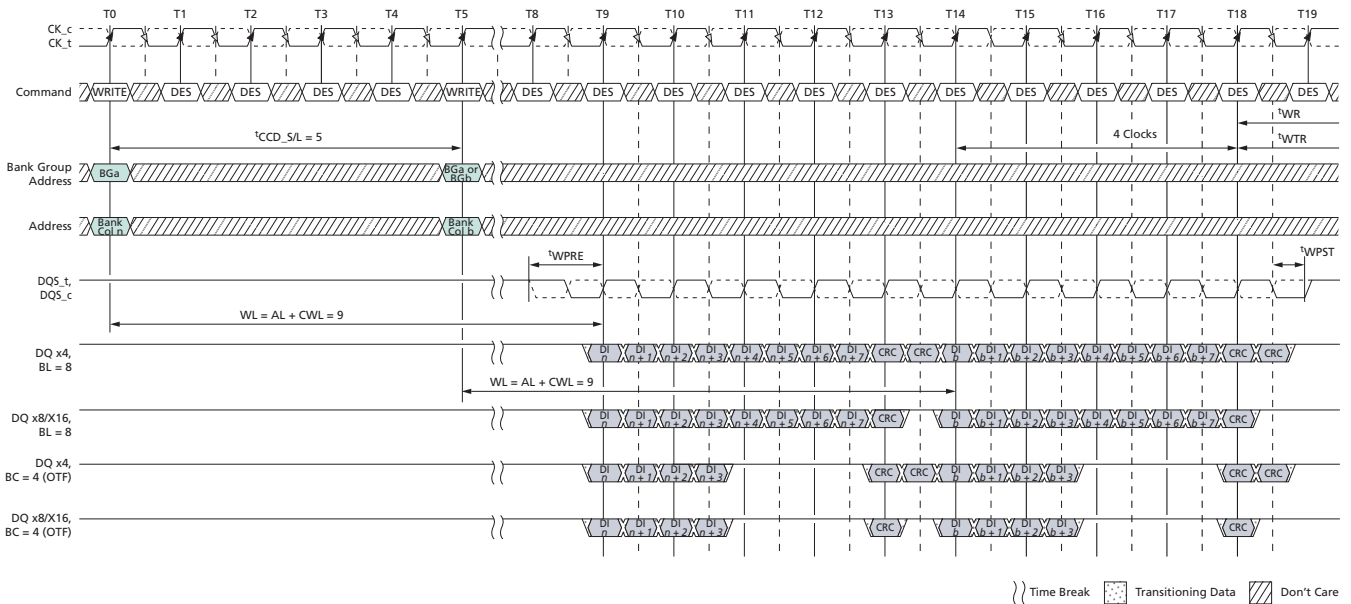 T0 T1 T2 T3 T4 T5 T8 T9 T10 T11 T12 T13 T14 T15 T16 T17 T18 T19
CK_c
CK_t
Command WRITE DES DES DES DES WRITE DES DES DES DES DES DES DES DES DES DES DES DES
tWR
tCCD_S/L = 5 4 Clocks tWTR
Bank Group
Address
BGa
BGa or
BGb
Address
Bank
Col n
Bank
Col b
tWPRE tWPST
DQS_t,
DQS_c
WL = AL + CWL = 9
DQ x4,
BL = 8
DI DI DI DI DI DI DI DI CRC CRC DI DI DI DI DI DI DI DI CRC CRC
n n + 1 n + 2 n + 3 n + 4 n + 5 n + 6 n + 7 b b + 1 b + 2 b + 3 b + 4 b + 5 b + 6 b + 7
WL = AL + CWL = 9
DQ x8/X16,
BL = 8
DI DI DI DI DI DI DI DI CRC DI DI DI DI DI DI DI DI CRC
n n + 1 n + 2 n + 3 n + 4 n + 5 n + 6 n + 7 b b + 1 b + 2 b + 3 b + 4 b + 5 b + 6 b + 7
DQ x4,
BC = 4 (OTF)
DI DI DI DI CRC CRC DI DI DI DI CRC CRC
n n + 1 n + 2 n + 3 b b + 1 b + 2 b + 3
DQ x8/X16,
BC = 4 (OTF)
DI DI DI DI CRC DI DI DI DI CRC
n n + 1 n + 2 n + 3 b b + 1 b + 2 b + 3
Time Break Transitioning Data Don't Care